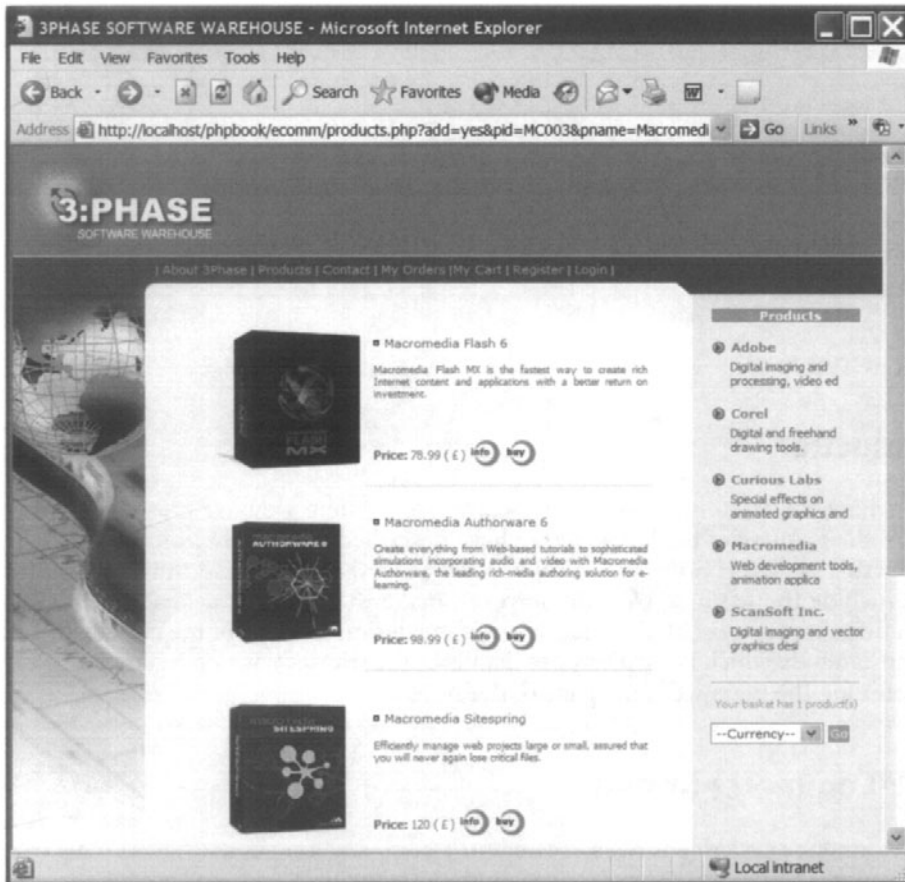 3PHASE SOFTWARE WAREHOUSE - Microsoft Internet Explorer
File Edit View Favorites Tools Help
Back Search Favorites Media
Address http://localhost/phpbook/ecomm/products.php?add=yes&pid=MC003&pname=Macromedi Go Links »
3:PHASE
SOFTWARE WAREHOUSE
| About 3Phase | Products | Contact | My Orders |My Cart | Register | Login |
Macromedia Flash 6
Macromedia Flash MX is the fastest way to create rich
Internet content and applications with a better return on
investment.
FLASH
MX
Price: 78.99 ( £ ) info buy
Macromedia Authorware 6
AUTHORWARE 6
Create everything from Web-based tutorials to sophisticated
simulations incorporating audio and video with Macromedia
Authorware, the leading rich-media authoring solution for e-
learning.
Price: 98.99 ( £ ) info buy
Macromedia Sitespring
SITESPRING
Efficiently manage web projects large or small, assured that
you will never again lose critical files.
Price: 120 ( £ ) info buy
Products
Adobe
Digital imaging and
processing, video ed
Corel
Digital and freehand
drawing tools.
Curious Labs
Special effects on
animated graphics and
Macromedia
Web development tools,
animation applica
ScanSoft Inc.
Digital imaging and vector
graphics desi
Your basket has 1 product(s)
--Currency-- Go
Local intranet